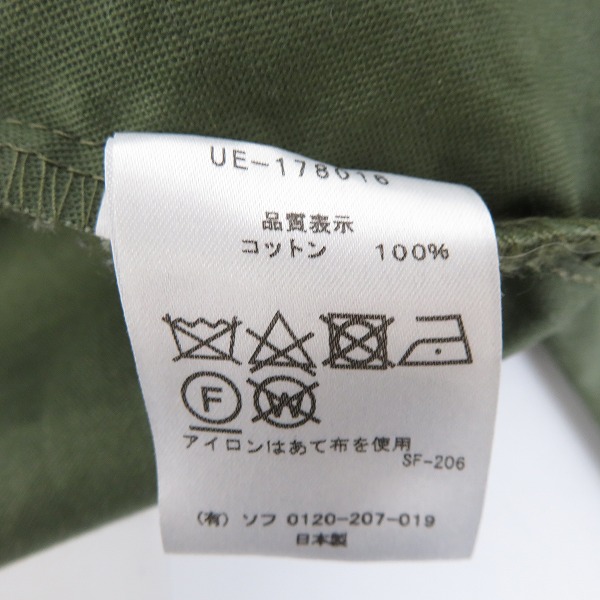 UE-178016
品質表示
コットン 100%
F W
アイロンはあて布を使用
SF-206
(有) ソフ 0120-207-019
日本製